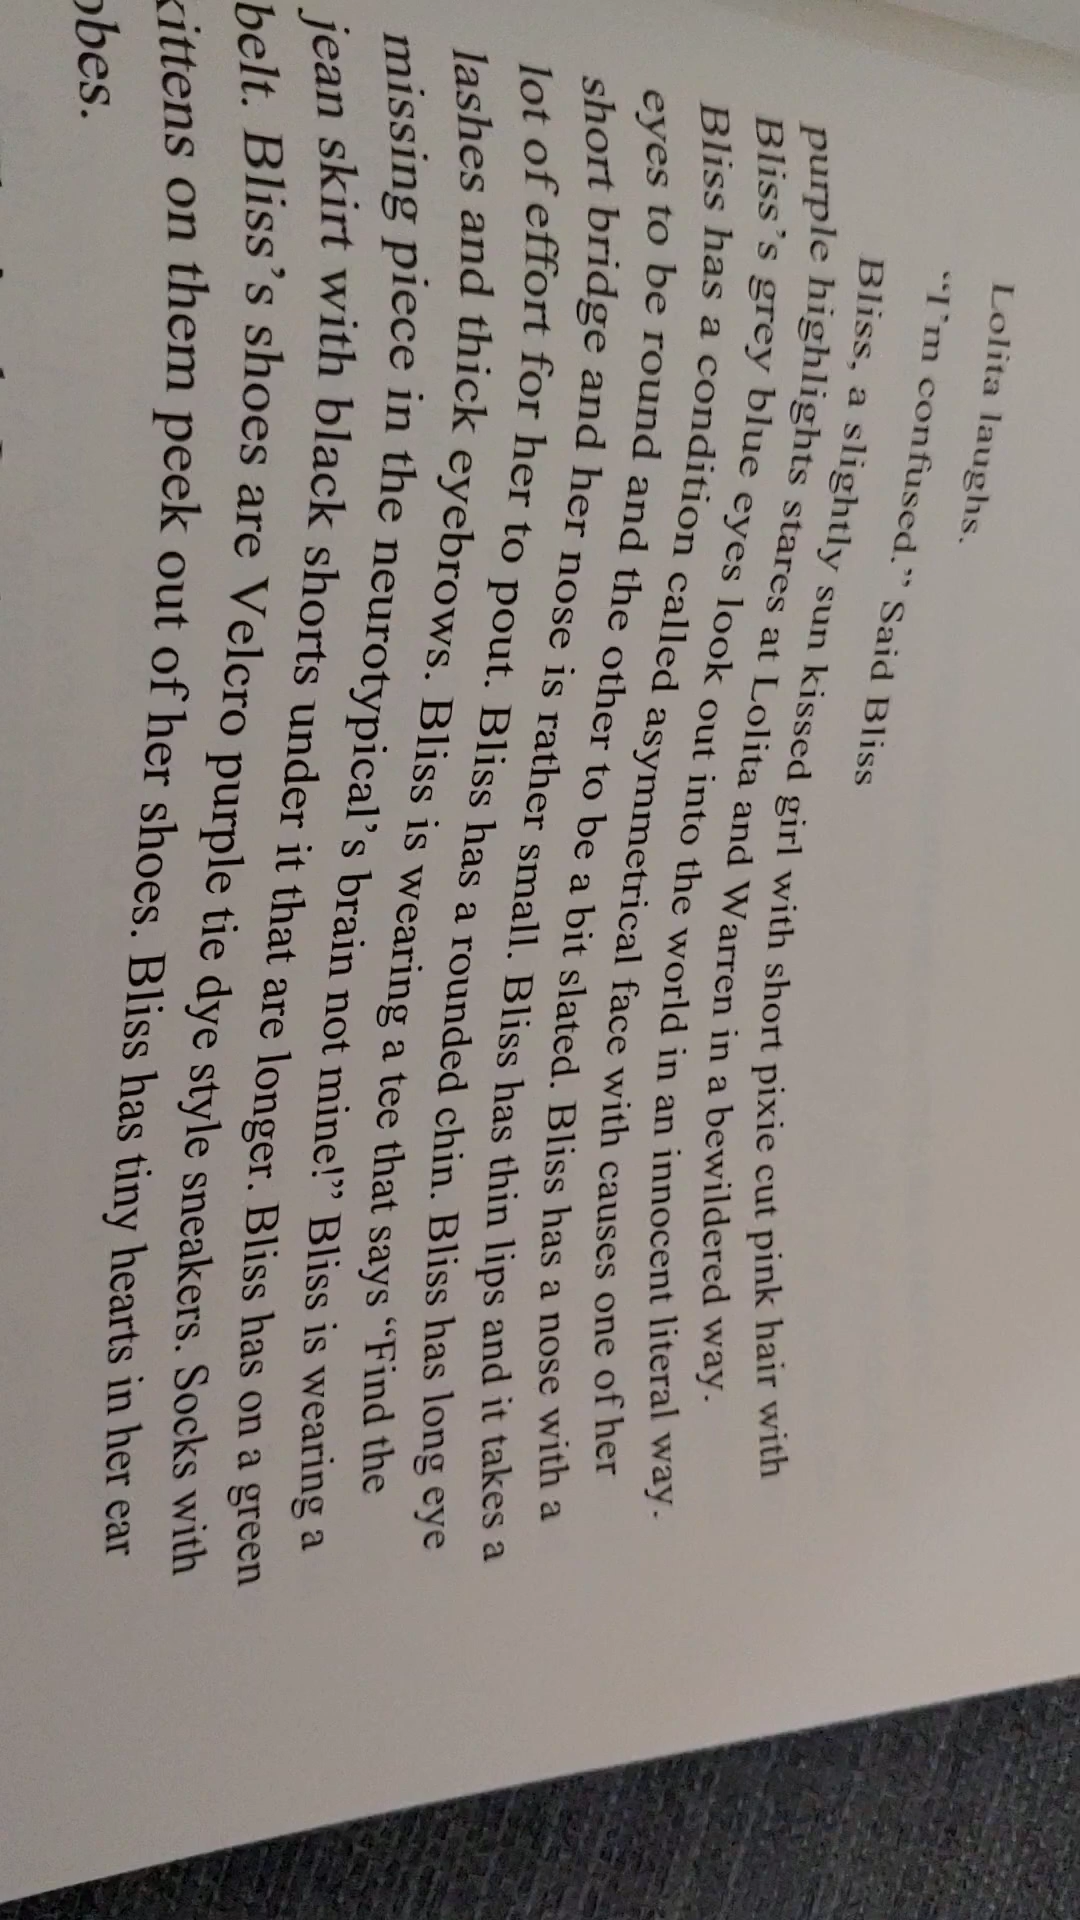 Lolita laughs.
“I’m confused.” Said Bliss
Bliss, a slightly sun kissed girl with short pixie cut pink hair with
purple highlights stares at Lolita and Warren in a bewildered way.
Bliss’s grey blue eyes look out into the world in an innocent literal way.
Bliss has a condition called asymmetrical face with causes one of her
eyes to be round and the other to be a bit slated. Bliss has a nose with a
short bridge and her nose is rather small. Bliss has thin lips and it takes a
lot of effort for her to pout. Bliss has a rounded chin. Bliss has long eye
lashes and thick eyebrows. Bliss is wearing a tee that says “Find the
missing piece in the neurotypical’s brain not mine!” Bliss is wearing a
jean skirt with black shorts under it that are longer. Bliss has on a green
belt. Bliss’s shoes are Velcro purple tie dye style sneakers. Socks with
kittens on them peek out of her shoes. Bliss has tiny hearts in her ear
obes.